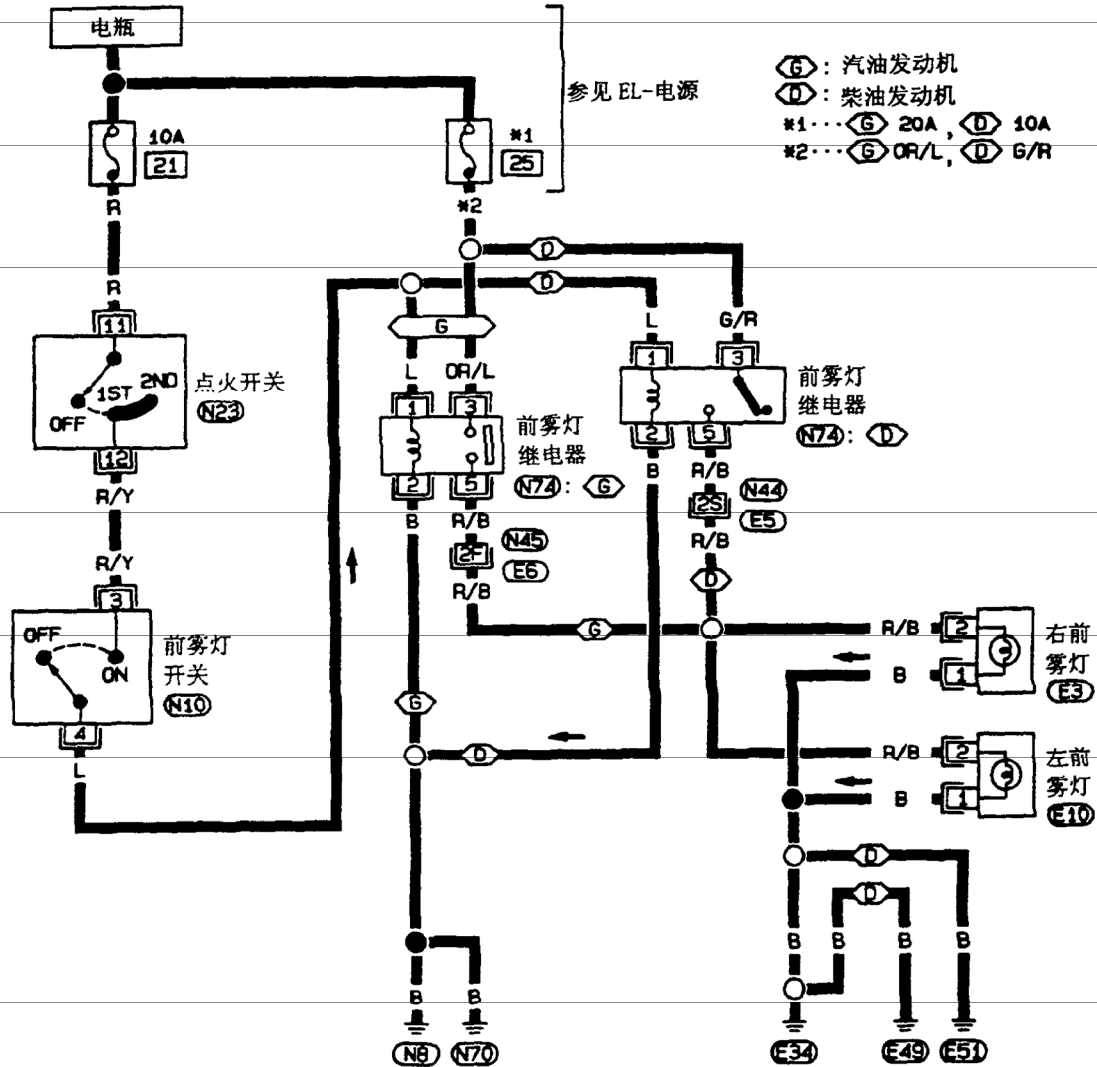 电瓶
参见 EL-电源
G : 汽油发动机
D : 柴油发动机
*1··· G 20A , D 10A
*2··· G OR/L, D G/R
10A
21
*1
25
R
*2
D
R
D
G
L
G/R
11
L
OR/L
1
3
1ST
2ND
OFF
点火开关
N23
前雾灯
继电器
N74 : D
1
3
前雾灯
继电器
N74 : G
2
5
12
2
5
R/Y
B
R/B
B
R/B
2S
N44
E5
2F
N45
E6
R/B
R/B
R/Y
D
3
OFF
ON
前雾灯
开关
N10
G
R/B
2
右前
雾灯
E3
B
1
4
G
L
D
R/B
2
左前
雾灯
E10
B
1
D
D
B
B
B
B
B
B
N8
N70
E34
E49
E51